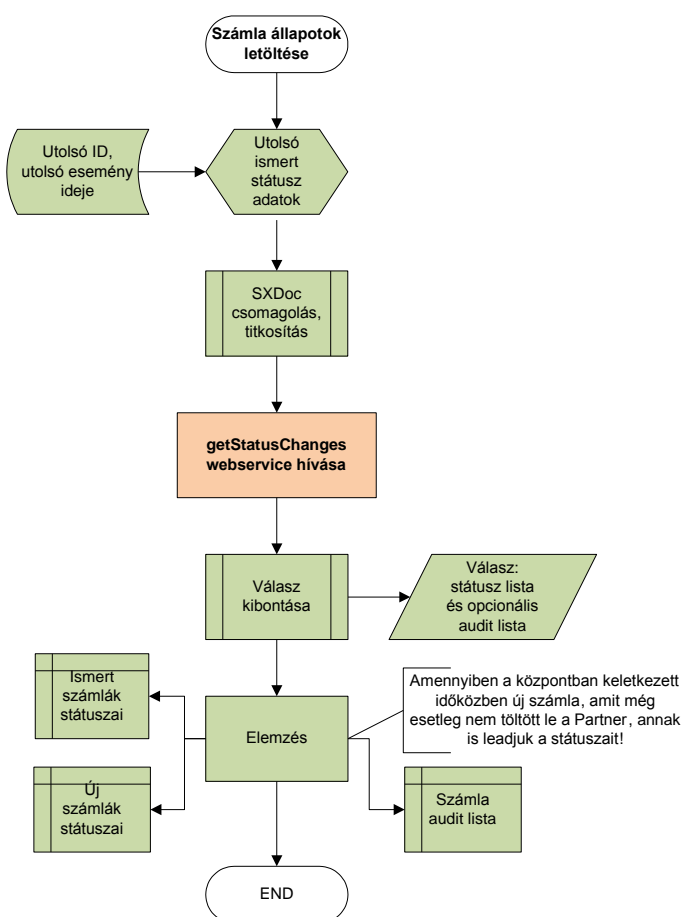 Számla állapotok
letöltése
Utolsó ID,
utolsó esemény
ideje
Utolsó
ismert
státusz
adatok
SXDoc
csomagolás,
titkosítás
getStatusChanges
webservice hívása
Válasz
kibontása
Válasz:
státusz lista
és opcionális
audit lista
Ismert
számlák
státuszai
Elemzés
Amennyiben a központban keletkezett
időközben új számla, amit még
esetleg nem töltött le a Partner, annak
is leadjuk a státuszait!
Új
számlák
státuszai
Számla
audit lista
END